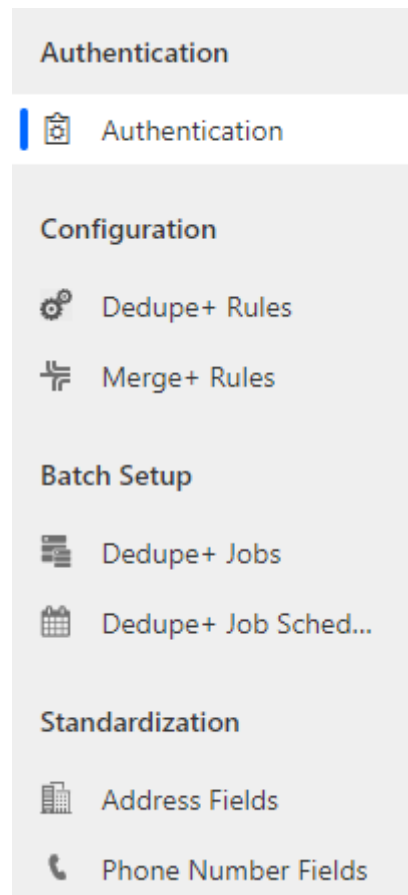 Authentication
Authentication
Configuration
Dedupe+ Rules
Merge+ Rules
Batch Setup
Dedupe+ Jobs
Dedupe+ Job Sched...
Standardization
Address Fields
Phone Number Fields